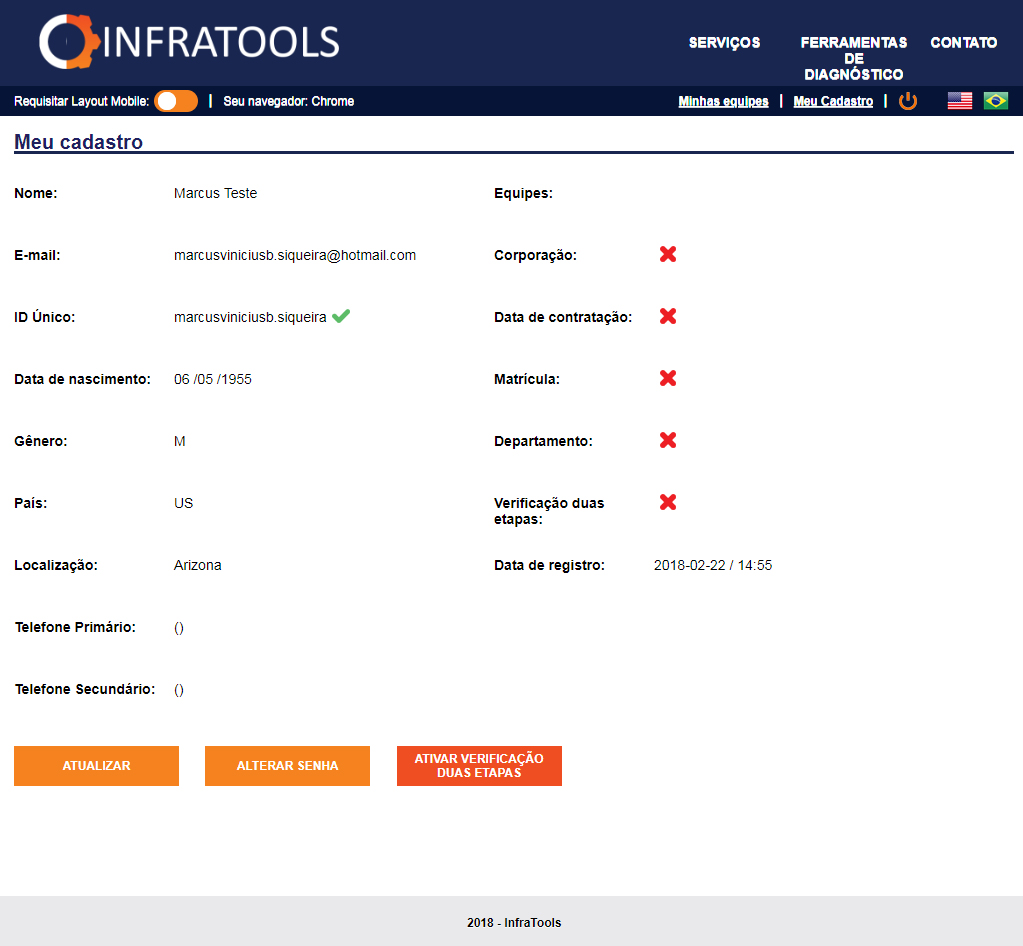 INFRATOOLS
SERVIÇOS
FERRAMENTAS
DE
DIAGNÓSTICO
CONTATO
Requisitar Layout Mobile: | Seu navegador: Chrome
Minhas equipes | Meu Cadastro |
Meu cadastro
Nome: Marcus Teste
Equipes:
E-mail: marcusviniciusb.siqueira@hotmail.com
Corporação:
ID Único: marcusviniciusb.siqueira
Data de contratação:
Data de nascimento: 06 /05 /1955
Matrícula:
Gênero: M
Departamento:
País: US
Verificação duas
etapas:
Localização: Arizona
Data de registro: 2018-02-22 / 14:55
Telefone Primário: ()
Telefone Secundário: ()
ATUALIZAR
ALTERAR SENHA
ATIVAR VERIFICAÇÃO
DUAS ETAPAS
2018 - InfraTools